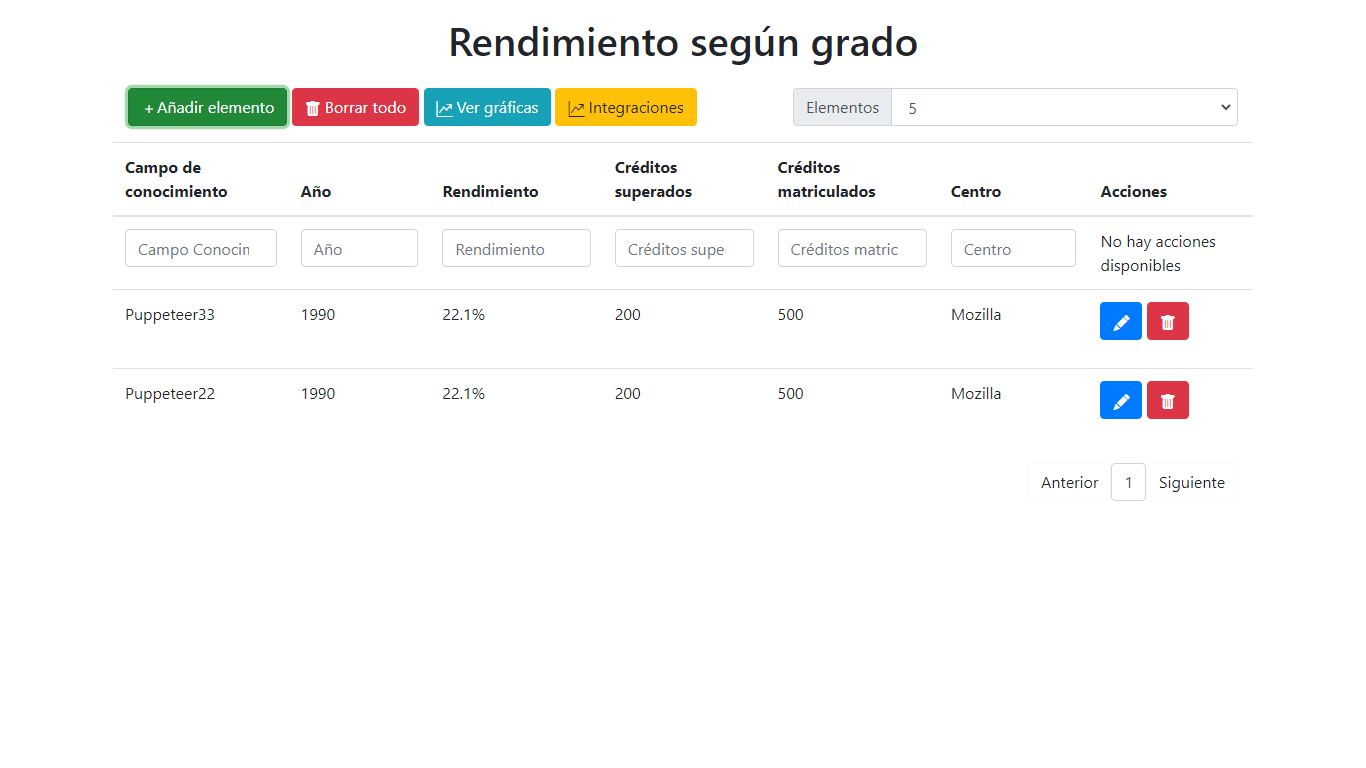 Rendimiento según grado
+ Añadir elemento Borrar todo Ver gráficas Integraciones Elementos 5
Campo de conocimiento Año Rendimiento Créditos superados Créditos matriculados Centro Acciones
Campo Conocin Año Rendimiento Créditos supe Créditos matric Centro No hay acciones disponibles
Puppeteer33 1990 22.1% 200 500 Mozilla
Puppeteer22 1990 22.1% 200 500 Mozilla
Anterior 1 Siguiente